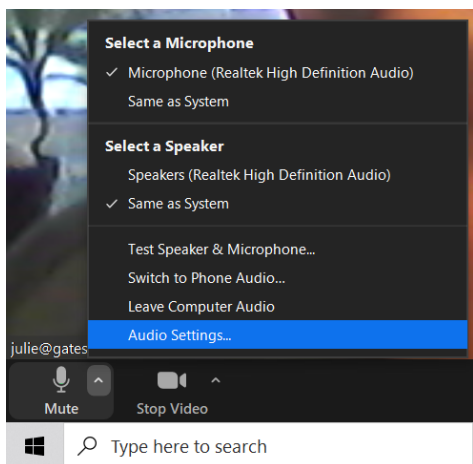 Select a Microphone
Microphone (Realtek High Definition Audio)
Same as System
Select a Speaker
Speakers (Realtek High Definition Audio)
Same as System
Test Speaker & Microphone...
Switch to Phone Audio...
Leave Computer Audio
Audio Settings...
julie@gates
Mute Stop Video
Type here to search